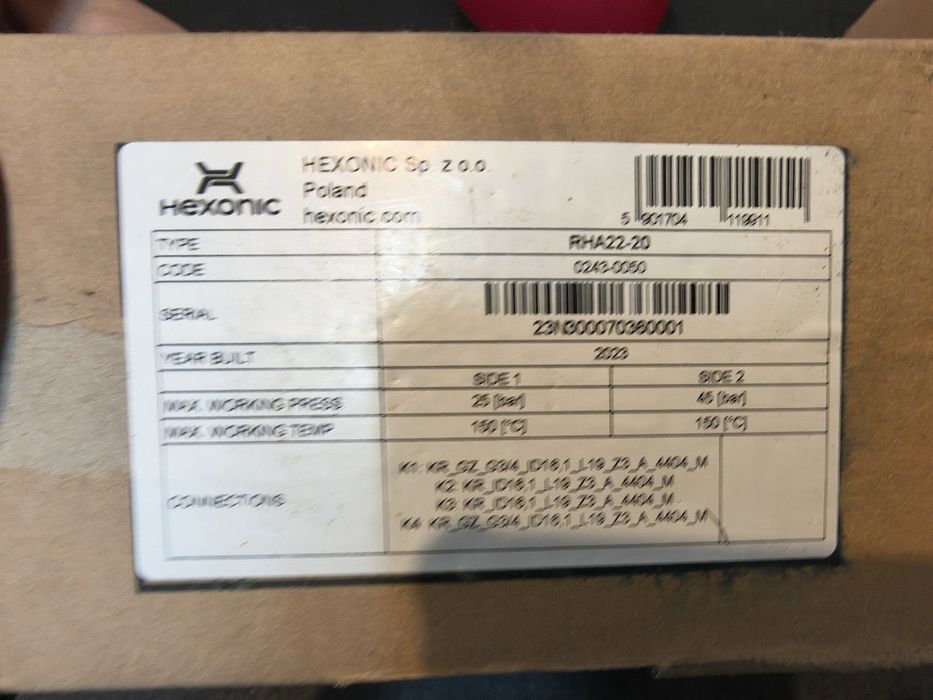 Hexonic
HEXONIC Sp. z o.o.
Poland
hexonic.com
5 901704 119911
TYPE RHA22-20
CODE 0243-0050
SERIAL 23N300070360001
YEAR BUILT 2023
SIDE 1 SIDE 2
MAX. WORKING PRESS 25 [bar] 45 [bar]
MAX. WORKING TEMP 150 [°C] 150 [°C]
CONNECTIONS
K1: KR_GZ_G3/4_ID16,1_L19_Z3_A_4404_M
K2: KR_ID16,1_L19_Z3_A_4404_M
K3: KR_ID16,1_L19_Z3_A_4404_M
K4: KR_GZ_G3/4_ID16,1_L19_Z3_A_4404_M